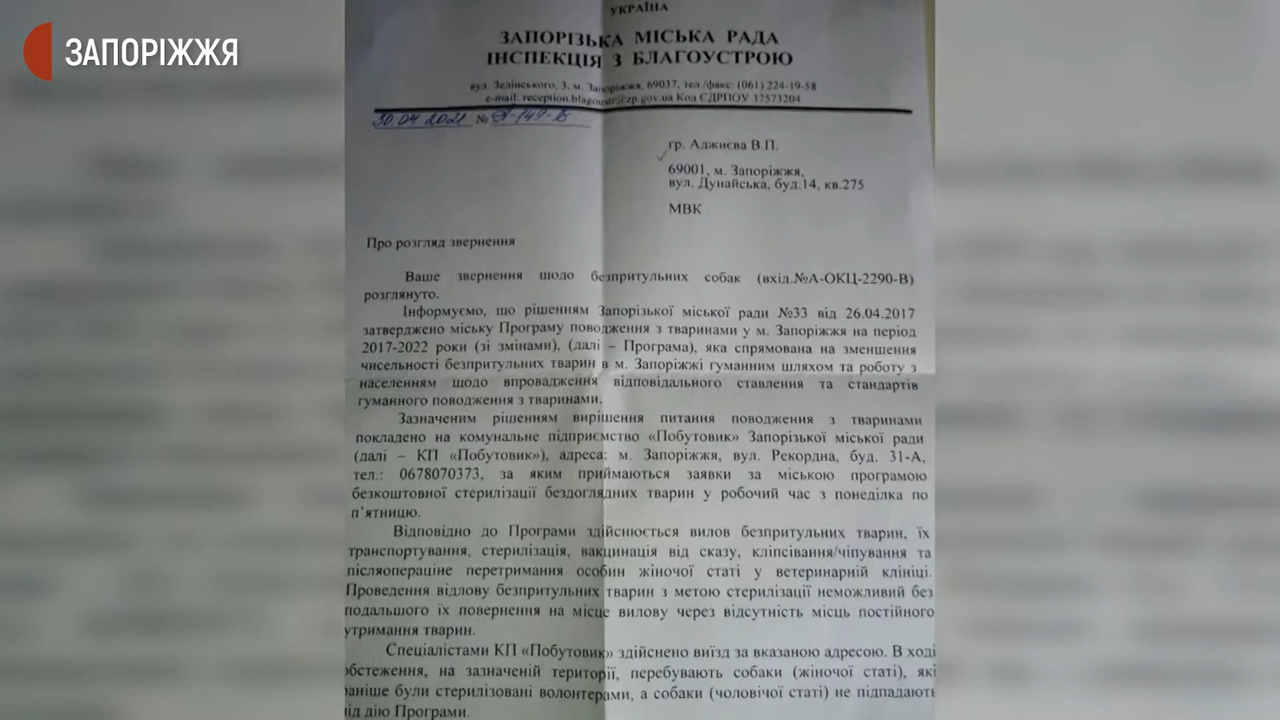 ЗАПОРІЖЖЯ
УКРАЇНА
ЗАПОРІЗЬКА МІСЬКА РАДА
ІНСПЕКЦІЯ З БЛАГОУСТРОЮ
вул. Зелінського, 3, м. Запоріжжя, 69037, тел./факс: (061) 224-19-58
e-mail: reception.blagoustr@zp.gov.ua Код ЄДРПОУ 37573204
30 04 2021 №
гр. Аджиєва В.П.
69001, м. Запоріжжя,
вул. Дунайська, буд.14, кв.275
МВК
Про розгляд звернення
Ваше звернення щодо безпритульних собак (вхід.№А-ОКЦ-2290-В)
розглянуто.
Інформуємо, що рішенням Запорізької міської ради №33 від 26.04.2017
затверджено міську Програму поводження з тваринами у м. Запоріжжя на період
2017-2022 роки (зі змінами), (далі – Програма), яка спрямована на зменшення
чисельності безпритульних тварин в м. Запоріжжі гуманним шляхом та роботу з
населенням щодо впровадження відповідального ставлення та стандартів
гуманного поводження з тваринами.
Зазначеним рішенням вирішення питання поводження з тваринами
покладено на комунальне підприємство «Побутовик» Запорізької міської ради
(далі – КП «Побутовик»), адреса: м. Запоріжжя, вул. Рекордна, буд. 31-А,
тел.: 0678070373, за яким приймаються заявки за міською програмою
безкоштовної стерилізації бездоглядних тварин у робочий час з понеділка по
п’ятницю.
Відповідно до Програми здійснюється вилов безпритульних тварин, їх
транспортування, стерилізація, вакцинація від сказу, кліпсівання/чіпування та
післяопераціне перетримання особин жіночої статі у ветеринарній клініці.
Проведення відлову безпритульних тварин з метою стерилізації неможливий без
подальшого їх повернення на місце вилову через відсутність місць постійного
утримання тварин.
Спеціалістами КП «Побутовик» здійснено виїзд за вказаною адресою. В ході
обстеження, на зазначеній території, перебувають собаки (жіночої статі), які
раніше були стерилізовані волонтерами, а собаки (чоловічої статі) не підпадають
під дію Програми.